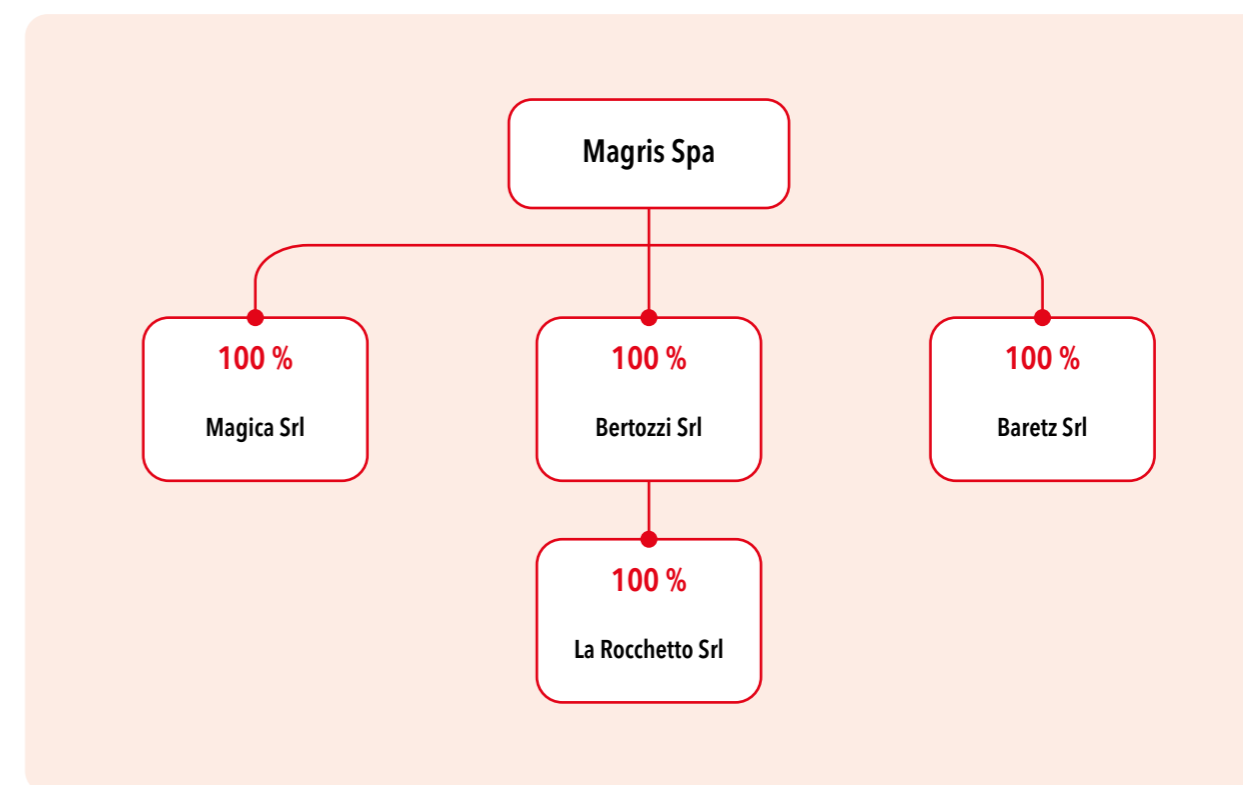 Magris Spa
100 %
Magica Srl
100 %
Bertozzi Srl
100 %
Baretz Srl
100 %
La Rocchetto Srl